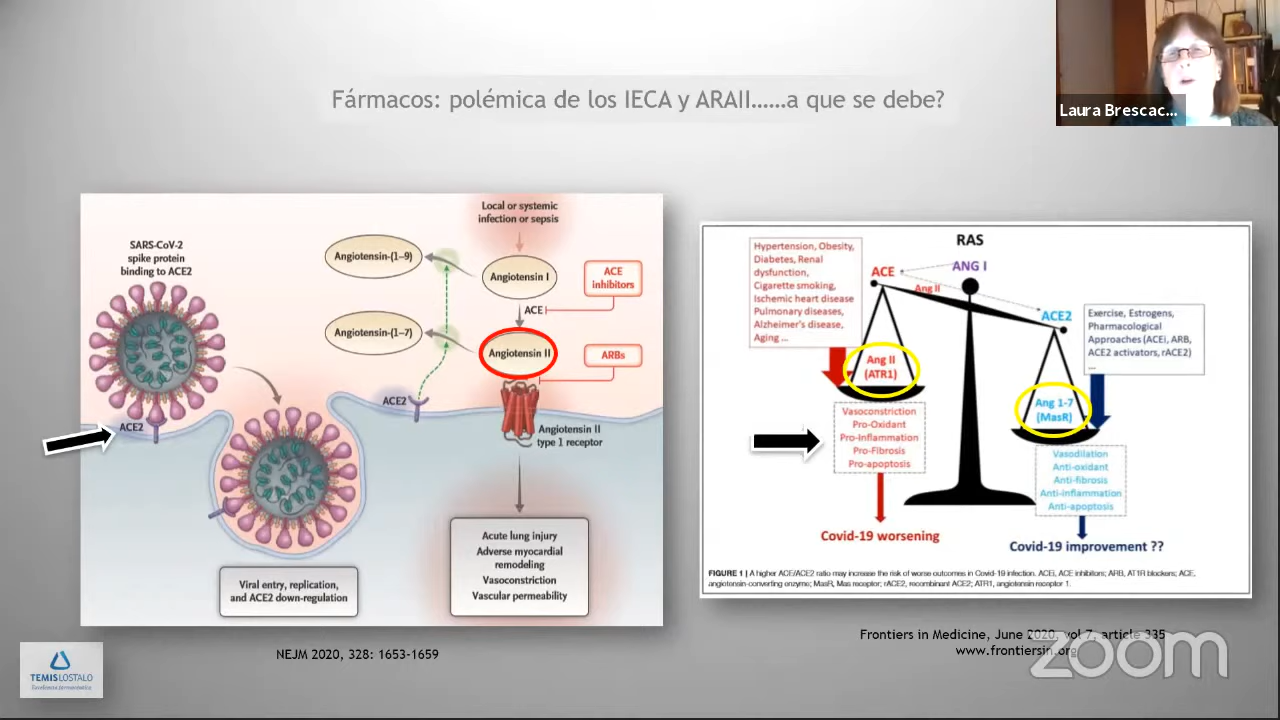 Laura Brescac...
Fármacos: polémica de los IECA y ARAII......a que se debe?
Local or systemic
infection or sepsis
SARS-CoV-2
spike protein
binding to ACE2
Angiotensin-(1–9)
Angiotensin I
ACE
inhibitors
ACE
Angiotensin-(1–7)
Angiotensin II
ARBs
ACE2
ACE2
Angiotensin II
type 1 receptor
Viral entry, replication,
and ACE2 down-regulation
Acute lung injury
Adverse myocardial
remodeling
Vasoconstriction
Vascular permeability
NEJM 2020, 328: 1653-1659
RAS
ANG I
Hypertension, Obesity,
Diabetes, Renal
dysfunction,
Cigarette smoking,
Ischemic heart disease
Pulmonary diseases,
Alzheimer's disease,
Aging ...
ACE
Ang II
ACE2
Exercise, Estrogens,
Pharmacological
Approaches (ACEi, ARB,
ACE2 activators, rACE2)
...
Ang II
(ATR1)
Ang 1-7
(MasR)
Vasoconstriction
Pro-Oxidant
Pro-Inflammation
Pro-Fibrosis
Pro-apoptosis
Vasodilation
Anti-oxidant
Anti-fibrosis
Anti-inflammation
Anti-apoptosis
Covid-19 worsening
Covid-19 improvement ??
FIGURE 1 | A higher ACE/ACE2 ratio may increase the risk of worse outcomes in Covid-19 infection. ACEi, ACE inhibitors; ARB, AT1R blockers; ACE,
angiotensin-converting enzyme; MasR, Mas receptor; rACE2, recombinant ACE2; ATR1, angiotensin receptor 1.
Frontiers in Medicine, June 2020, vol 7, article 335
www.frontiersin.org
zoom
TEMISLOSTALO
Excelencia farmacéutica